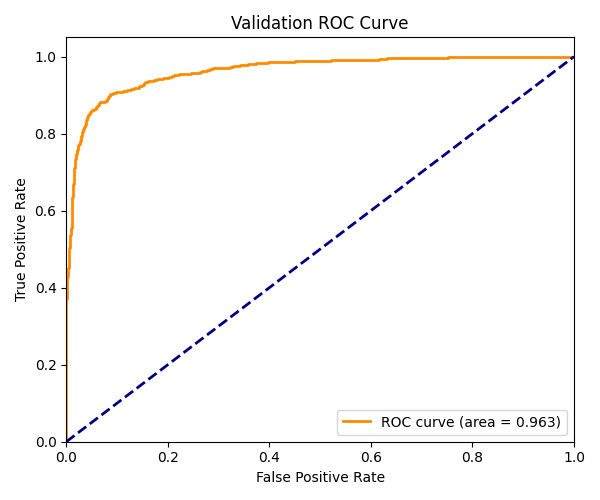 Validation ROC Curve
True Positive Rate
1.0
0.8
0.6
0.4
0.2
0.0
0.0 0.2 0.4 0.6 0.8 1.0
False Positive Rate
ROC curve (area = 0.963)